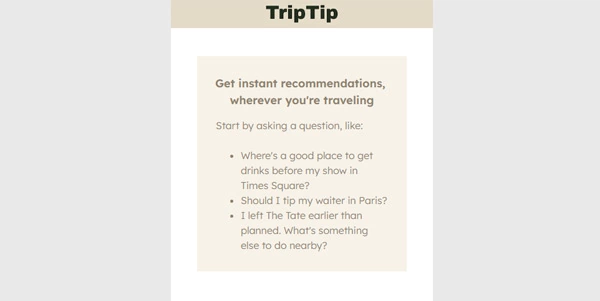 TripTip
Get instant recommendations,
wherever you're traveling
Start by asking a question, like:
• Where's a good place to get
drinks before my show in
Times Square?
• Should I tip my waiter in Paris?
• I left The Tate earlier than
planned. What's something
else to do nearby?